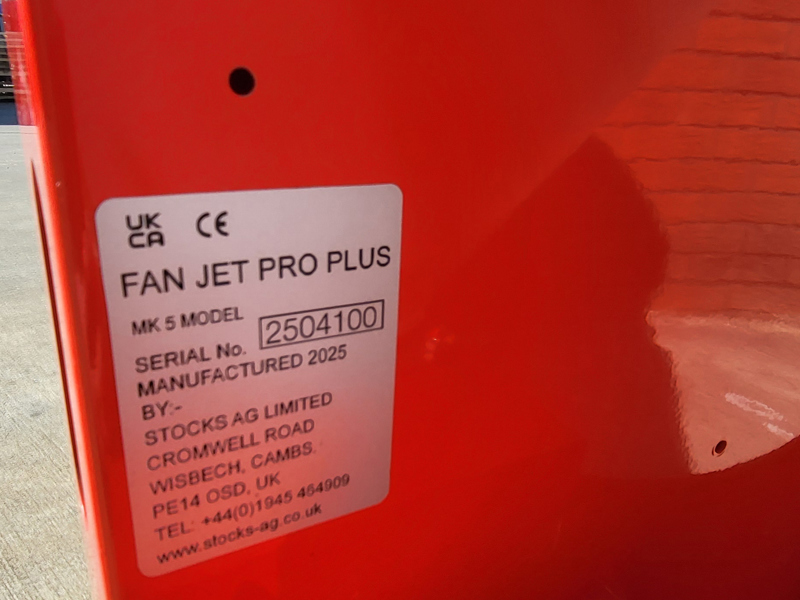 UK
CA CE
FAN JET PRO PLUS
MK 5 MODEL
SERIAL No. 2504100
MANUFACTURED 2025
BY:-
STOCKS AG LIMITED
CROMWELL ROAD
WISBECH, CAMBS.
PE14 OSD, UK
TEL: +44(0)1945 464909
www.stocks-ag.co.uk